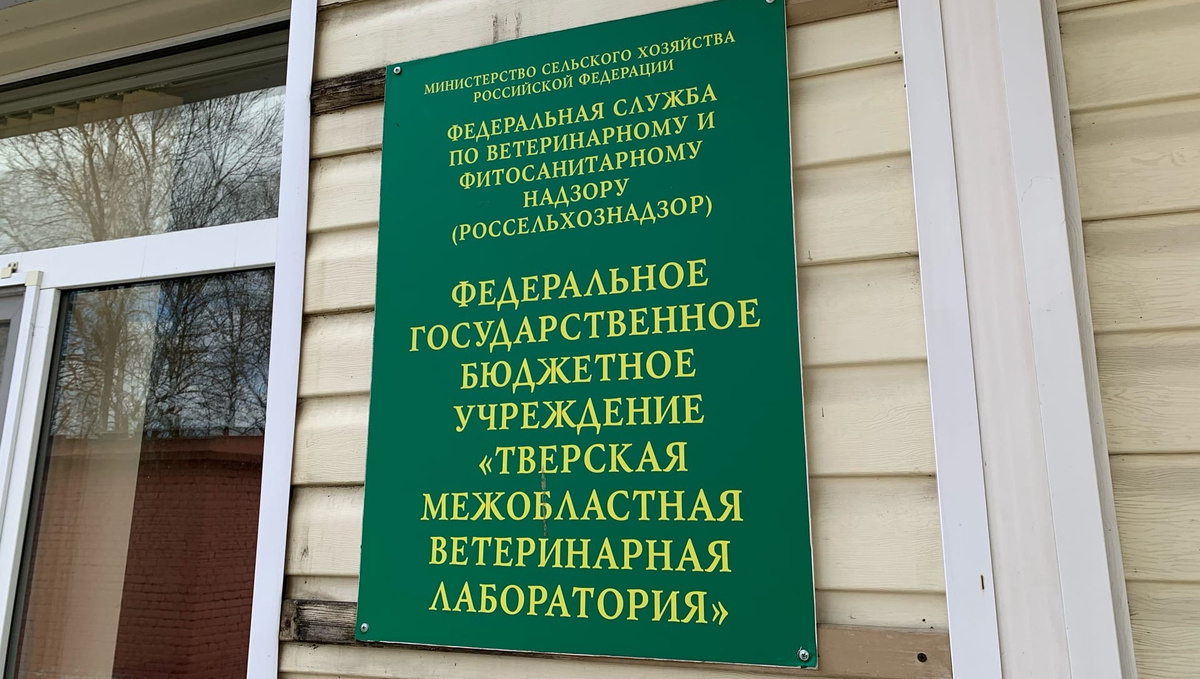 МИНИСТЕРСТВО СЕЛЬСКОГО ХОЗЯЙСТВА
РОССИЙСКОЙ ФЕДЕРАЦИИ
ФЕДЕРАЛЬНАЯ СЛУЖБА
ПО ВЕТЕРИНАРНОМУ И
ФИТОСАНИТАРНОМУ
НАДЗОРУ
(РОССЕЛЬХОЗНАДЗОР)
ФЕДЕРАЛЬНОЕ
ГОСУДАРСТВЕННОЕ
БЮДЖЕТНОЕ
УЧРЕЖДЕНИЕ
«ТВЕРСКАЯ
МЕЖОБЛАСТНАЯ
ВЕТЕРИНАРНАЯ
ЛАБОРАТОРИЯ»